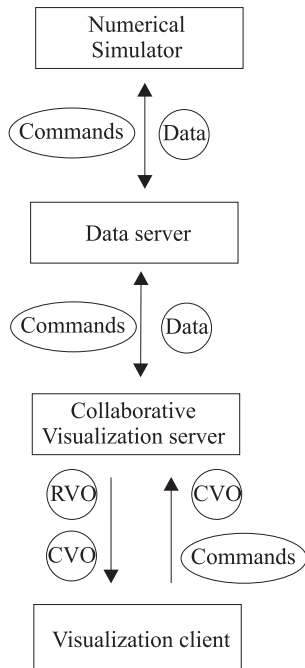 Numerical
Simulator
Commands
Data
Data server
Commands
Data
Collaborative
Visualization server
RVO
CVO
CVO
Commands
Visualization client